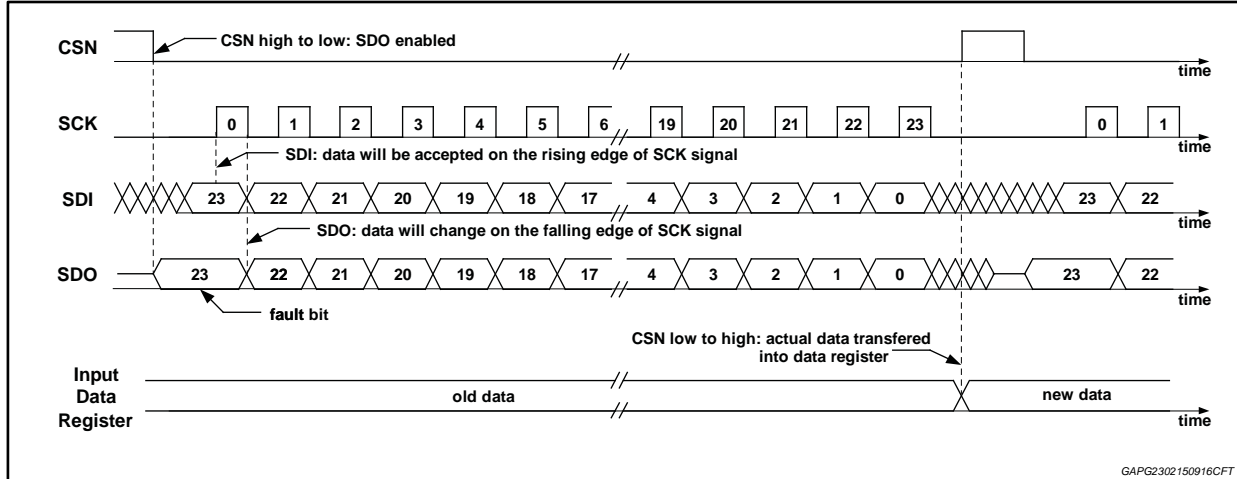 CSN
CSN high to low: SDO enabled
time
SCK
0 1 2 3 4 5 6 19 20 21 22 23 0 1
time
SDI: data will be accepted on the rising edge of SCK signal
SDI
23 22 21 20 19 18 17 4 3 2 1 0 23 22
time
SDO: data will change on the falling edge of SCK signal
SDO
23 22 21 20 19 18 17 4 3 2 1 0 23 22
time
fault bit
CSN low to high: actual data transfered
into data register
Input
Data
Register
old data
new data
time
GAPG2302150916CFT